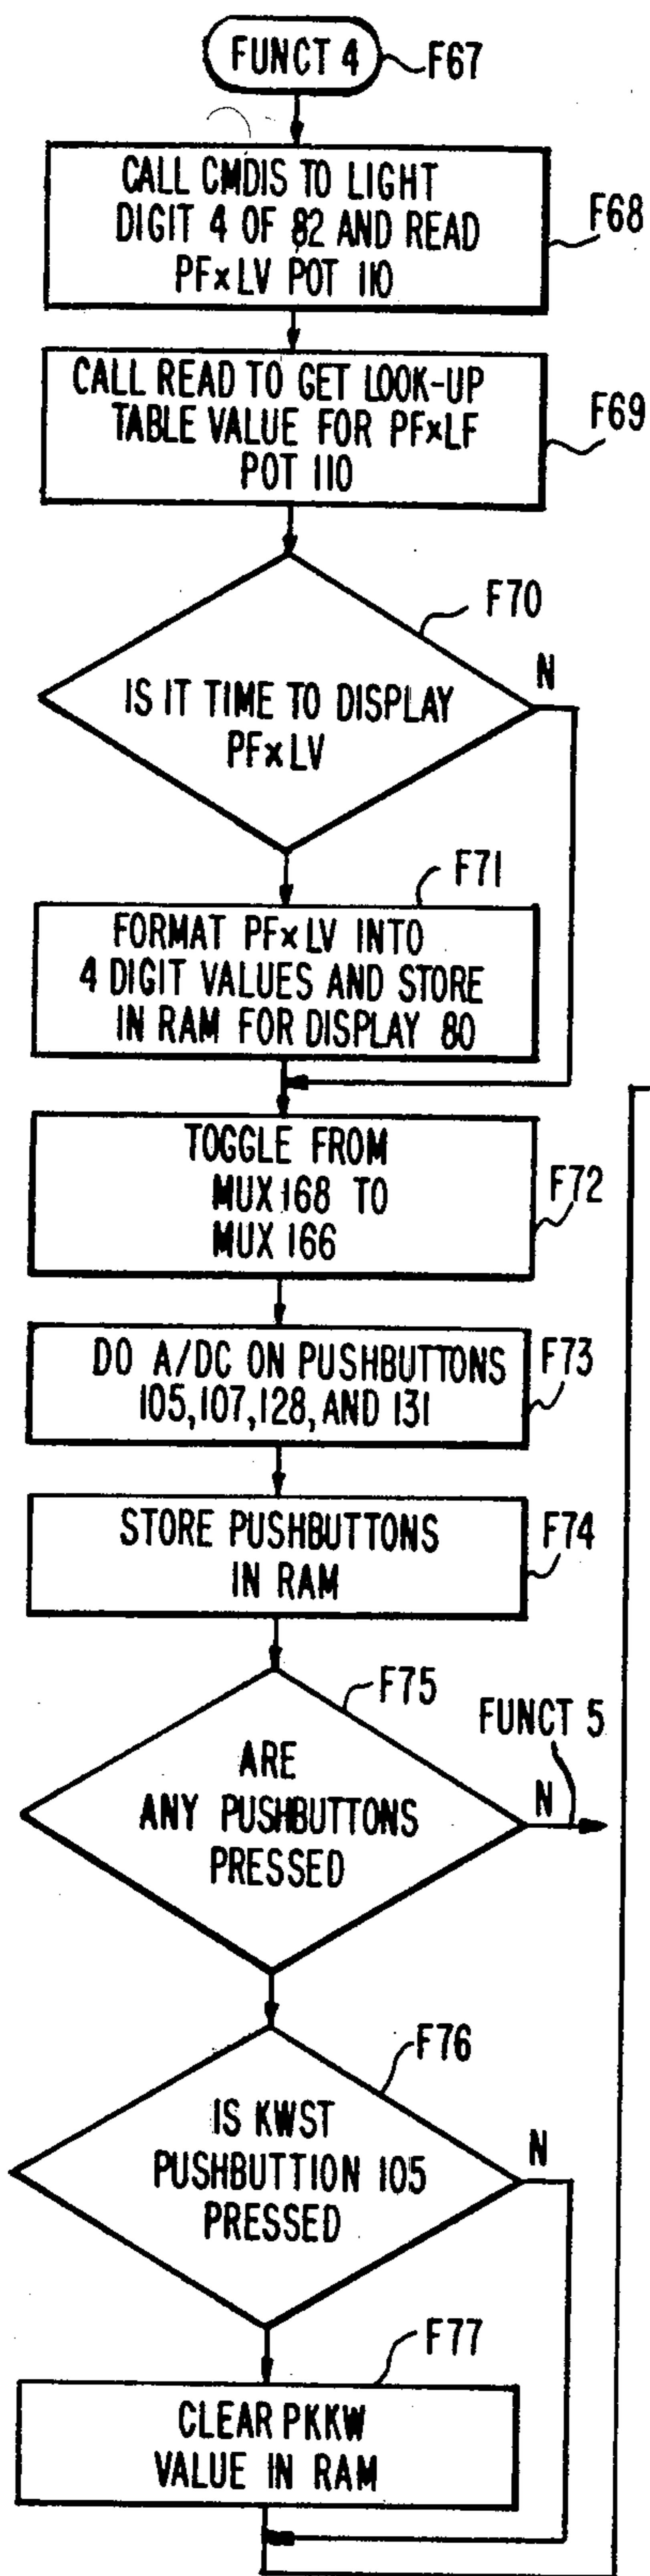 FUNCT 4
F67
CALL CMDIS TO LIGHT
DIGIT 4 OF 82 AND READ
PF×LV POT 110
F68
CALL READ TO GET LOOK-UP
TABLE VALUE FOR PF×LF
POT 110
F69
F70
N
IS IT TIME TO DISPLAY
PF×LV
F71
FORMAT PF×LV INTO
4 DIGIT VALUES AND STORE
IN RAM FOR DISPLAY 80
TOGGLE FROM
MUX 168 TO
MUX 166
F72
DO A/DC ON PUSHBUTTONS
105,107,128, AND 131
F73
STORE PUSHBUTTONS
IN RAM
F74
F75
FUNCT 5
ARE
ANY PUSHBUTTONS
PRESSED
N
F76
IS KWST
PUSHBUTTION 105
PRESSED
N
F77
CLEAR PKKW
VALUE IN RAM